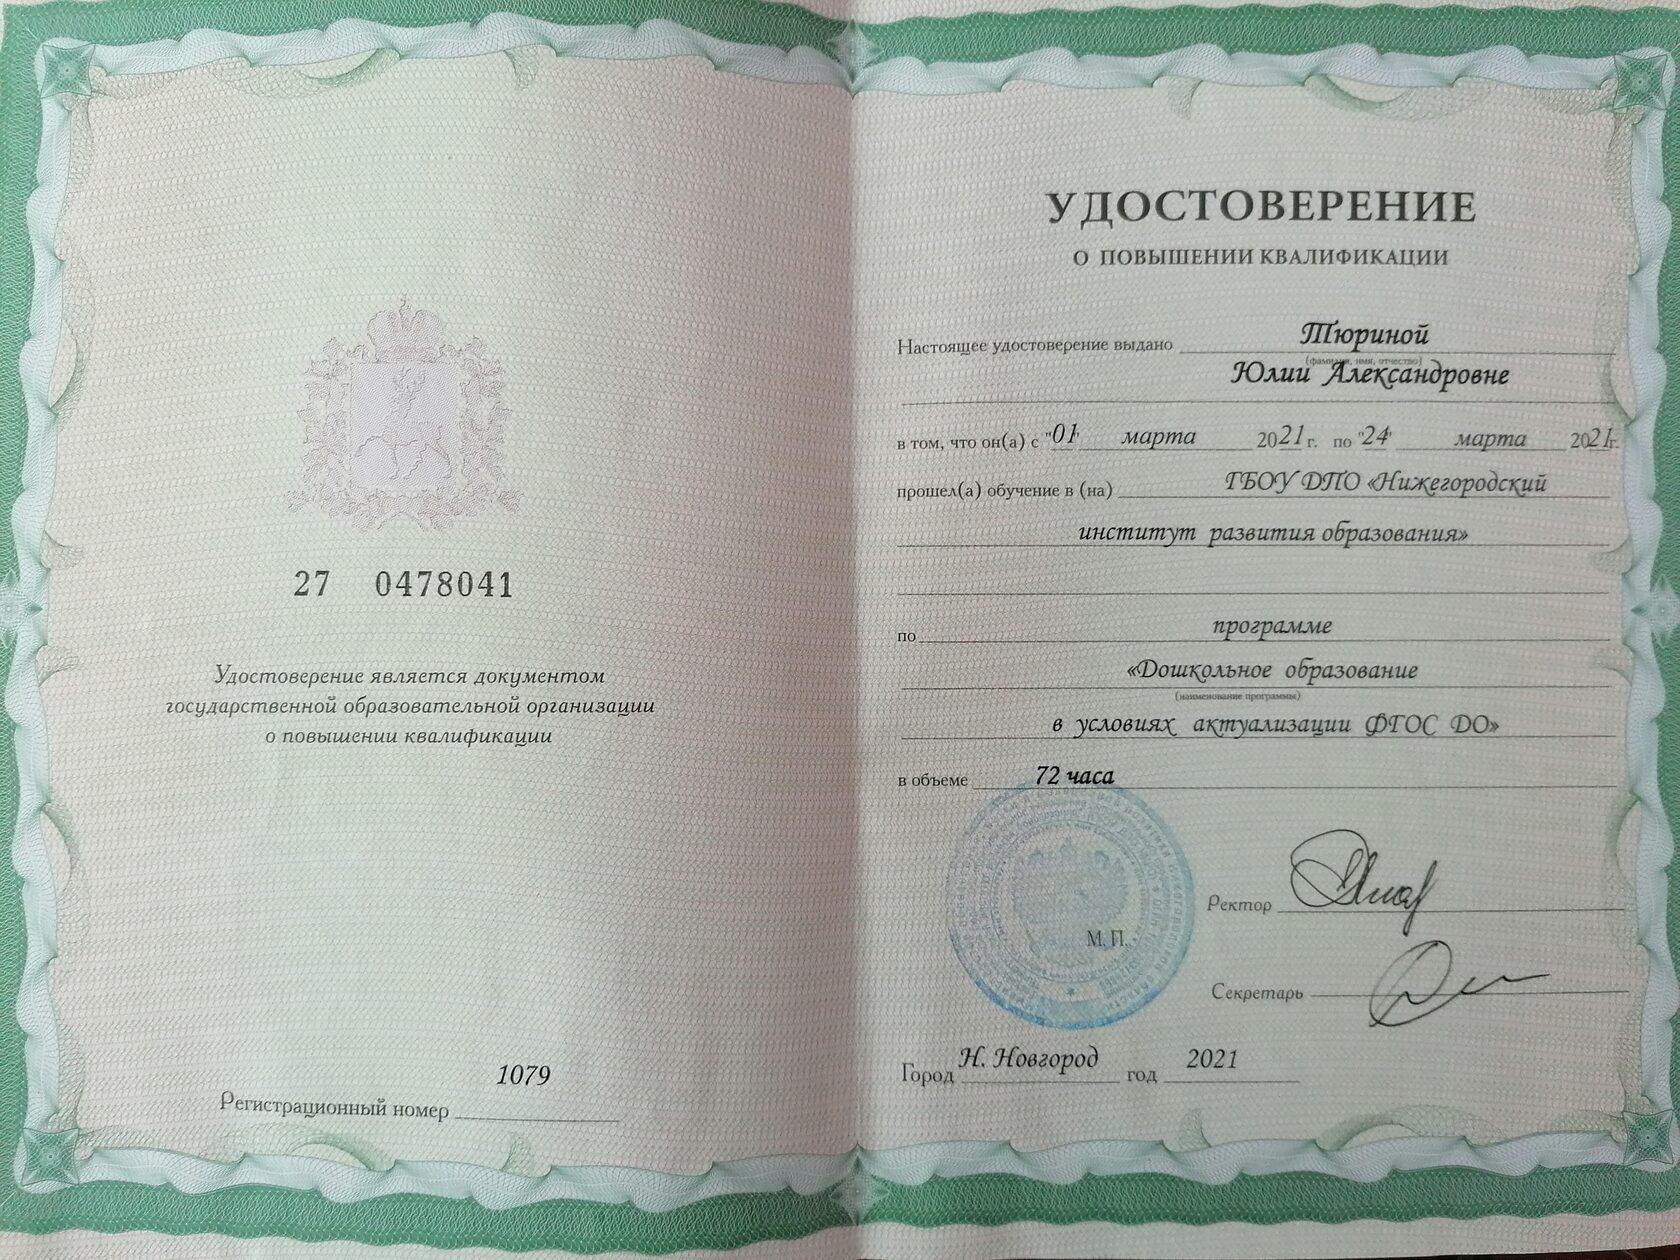 27 0478041
Удостоверение является документом
государственной образовательной организации
о повышении квалификации
1079
Регистрационный номер
УДОСТОВЕРЕНИЕ
О ПОВЫШЕНИИ КВАЛИФИКАЦИИ
Настоящее удостоверение выдано Тюриной
(фамилия, имя, отчество)
Юлии Александровне
в том, что он(а) с "01" марта 2021 г. по "24" марта 2021г.
прошел(а) обучение в (на) ГБОУ ДПО «Нижегородский
институт развития образования»
по программе
«Дошкольное образование
(наименование программы)
в условиях актуализации ФГОС ДО»
в объеме 72 часа
М. П.
Ректор
Секретарь
Город Н. Новгород год 2021